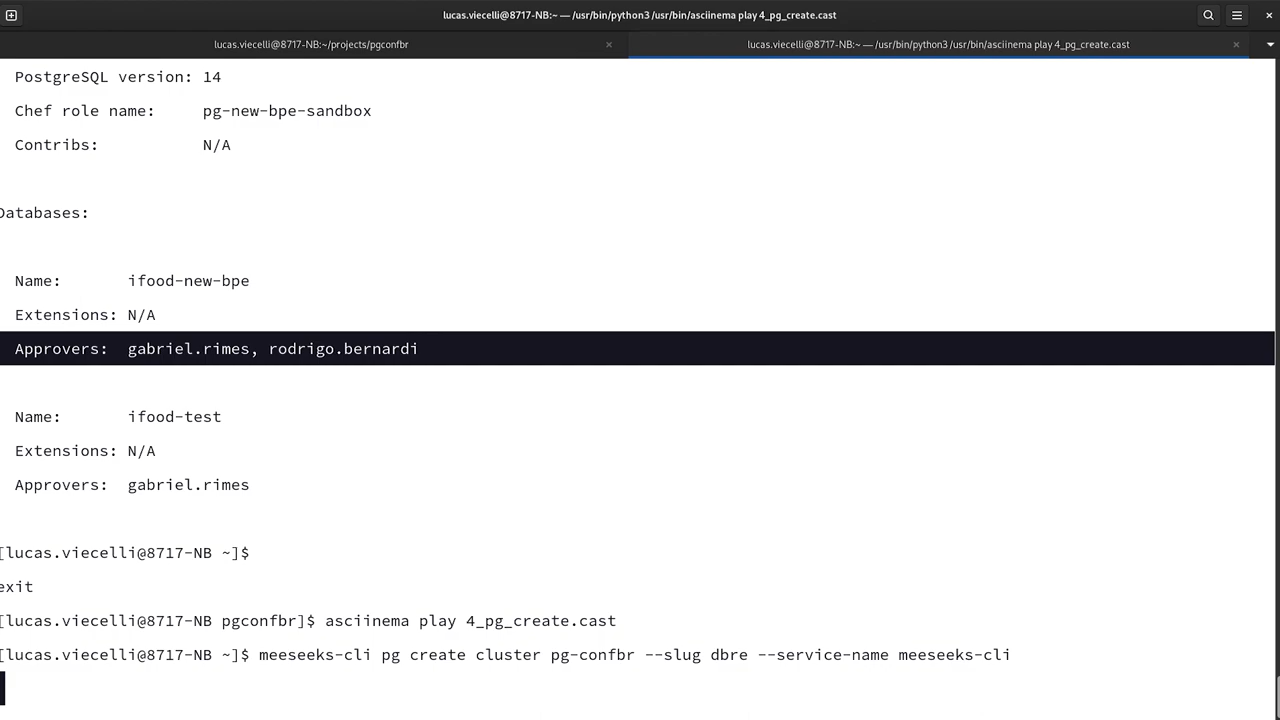 lucas.viecelli@8717-NB:~ — /usr/bin/python3 /usr/bin/asciinema play 4_pg_create.cast
lucas.viecelli@8717-NB:~/projects/pgconfbr
lucas.viecelli@8717-NB:~ — /usr/bin/python3 /usr/bin/asciinema play 4_pg_create.cast
PostgreSQL version: 14
Chef role name: pg-new-bpe-sandbox
Contribs: N/A
Databases:
Name: ifood-new-bpe
Extensions: N/A
Approvers: gabriel.rimes, rodrigo.bernardi
Name: ifood-test
Extensions: N/A
Approvers: gabriel.rimes
[lucas.viecelli@8717-NB ~]$
exit
[lucas.viecelli@8717-NB pgconfbr]$ asciinema play 4_pg_create.cast
[lucas.viecelli@8717-NB ~]$ meeseeks-cli pg create cluster pg-confbr --slug dbre --service-name meeseeks-cli